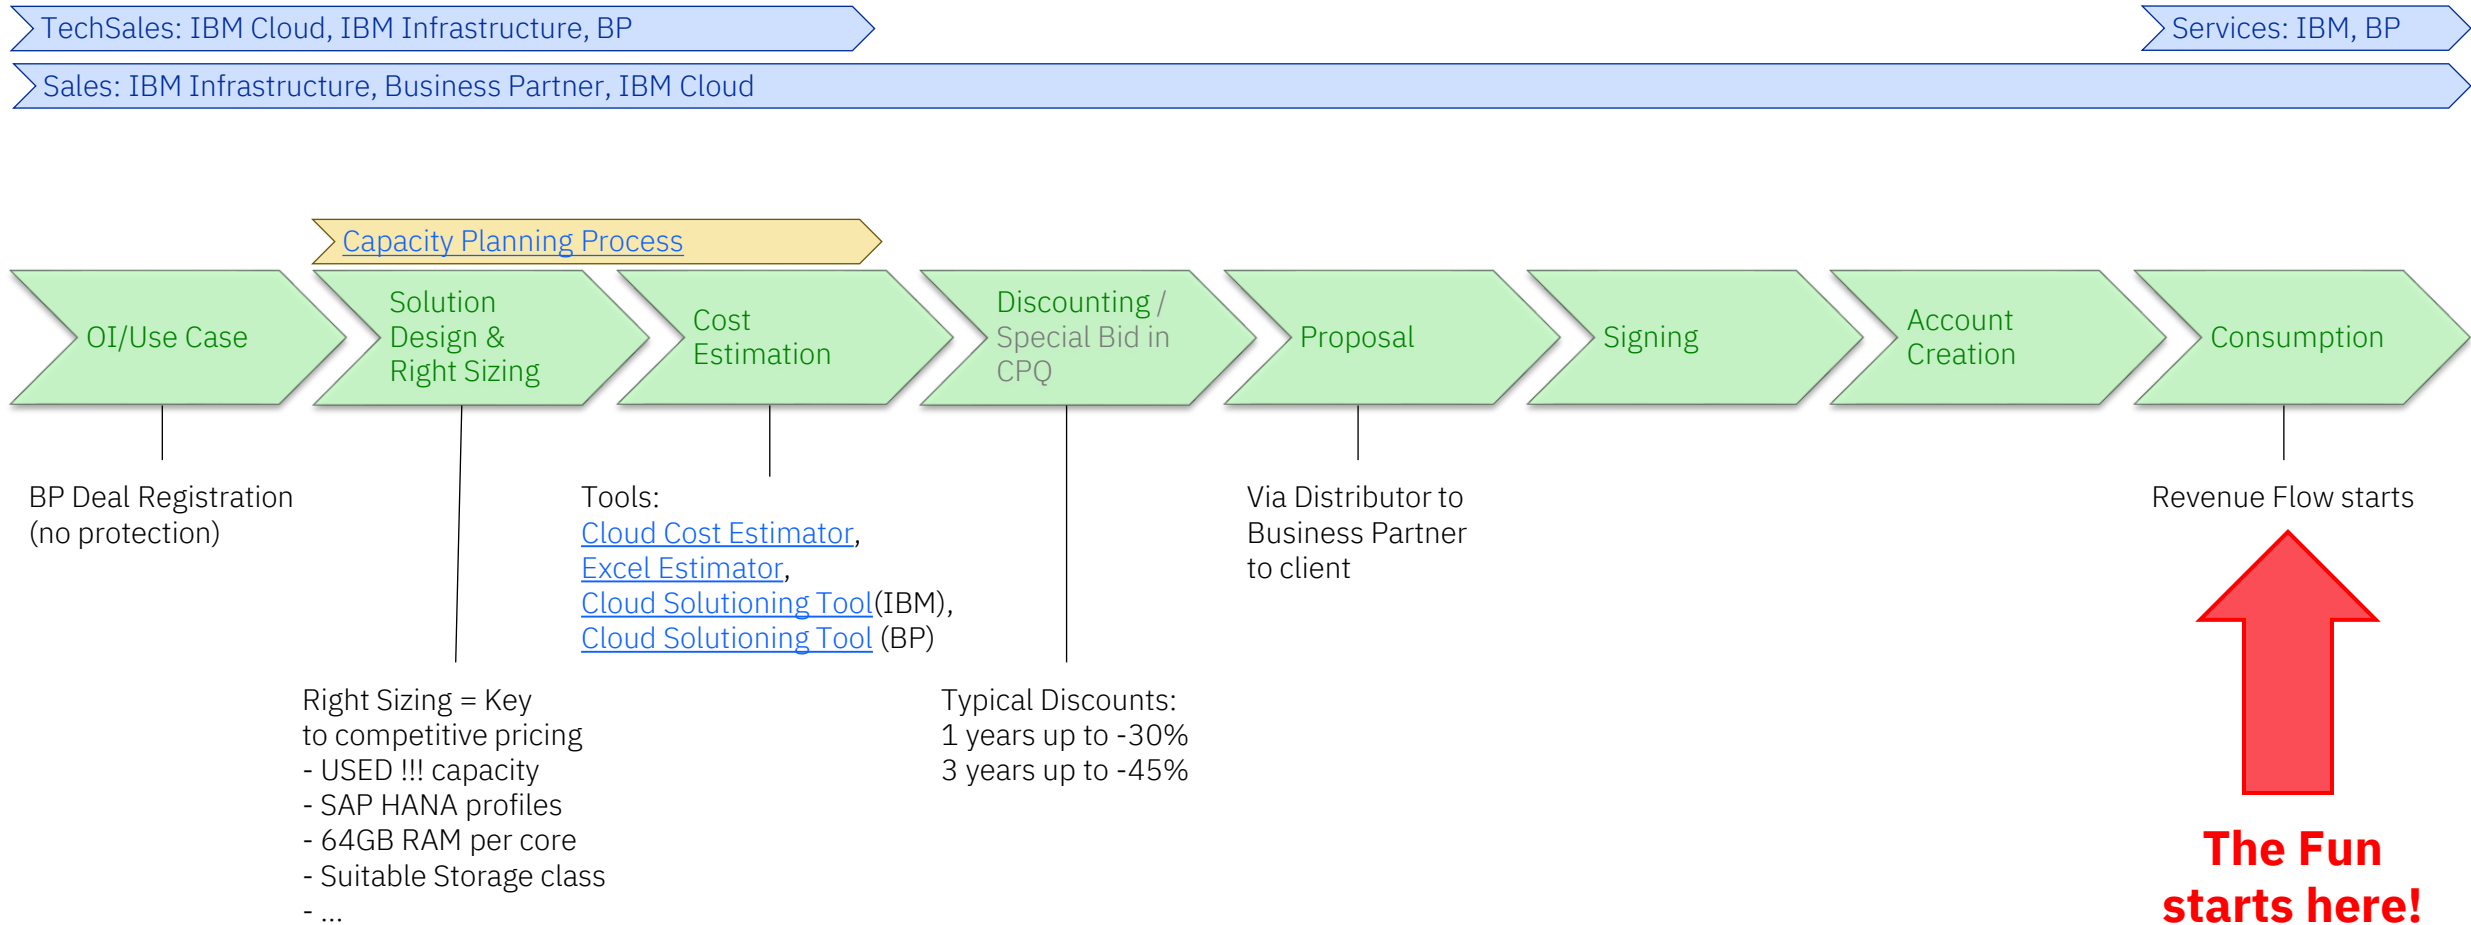 TechSales: IBM Cloud, IBM Infrastructure, BP
Services: IBM, BP
Sales: IBM Infrastructure, Business Partner, IBM Cloud
Capacity Planning Process
OI/Use Case
Solution
Design &
Right Sizing
Cost
Estimation
Discounting /
Special Bid in
CPQ
Proposal
Signing
Account
Creation
Consumption
BP Deal Registration
(no protection)
Tools:
Cloud Cost Estimator,
Excel Estimator,
Cloud Solutioning Tool(IBM),
Cloud Solutioning Tool (BP)
Via Distributor to
Business Partner
to client
Revenue Flow starts
Right Sizing = Key
to competitive pricing
- USED !!! capacity
- SAP HANA profiles
- 64GB RAM per core
- Suitable Storage class
- ...
Typical Discounts:
1 years up to -30%
3 years up to -45%
The Fun
starts here!